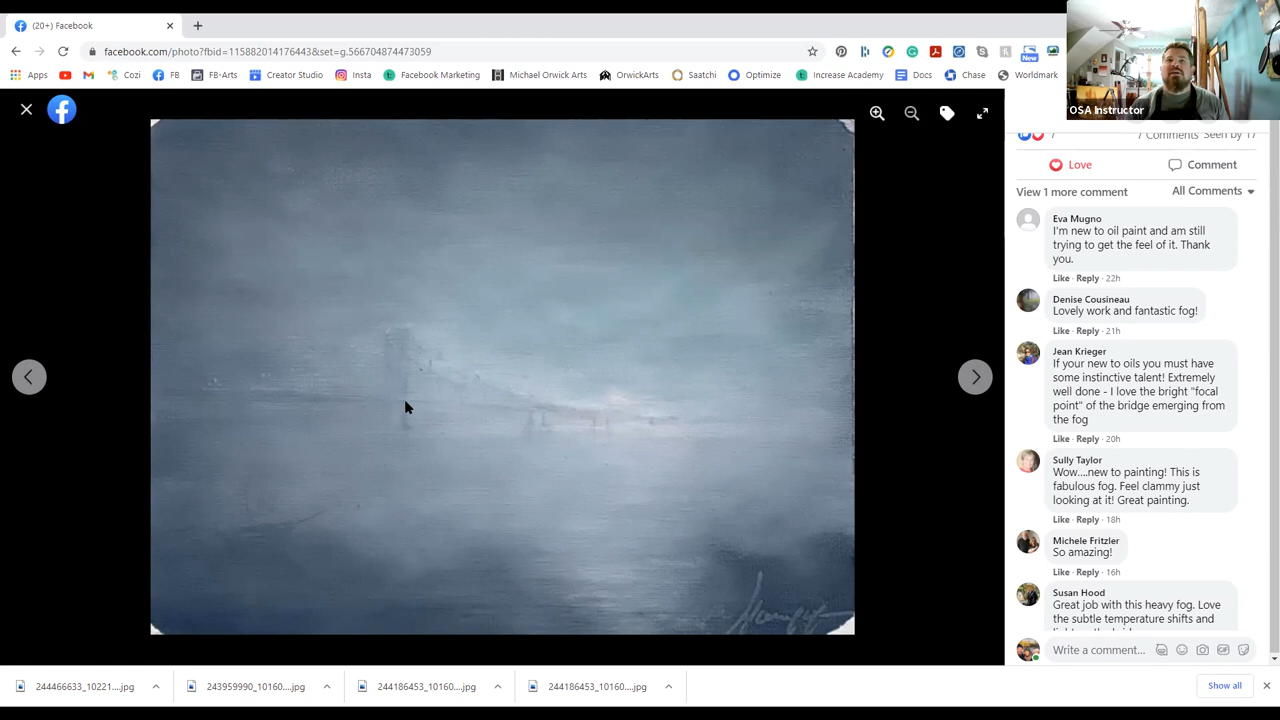 (20+) Facebook
facebook.com/photo?fbid=115882014176443&set=g.566704874473059
New
Apps Cozi FB FB-Arts Creator Studio Insta Facebook Marketing Michael Orwick Arts OrwickArts Saatchi Optimize Increase Academy Docs Chase Worldmark
OSA Instructor
7 7 Comments Seen by 17
Love Comment
View 1 more comment All Comments
Eva Mugno
I'm new to oil paint and am still
trying to get the feel of it. Thank
you.
Like · Reply · 22h
Denise Cousineau
Lovely work and fantastic fog!
Like · Reply · 21h
Jean Krieger
If your new to oils you must have
some instinctive talent! Extremely
well done - I love the bright "focal
point" of the bridge emerging from
the fog
Like · Reply · 20h
Sully Taylor
Wow....new to painting! This is
fabulous fog. Feel clammy just
looking at it! Great painting.
Like · Reply · 18h
Michele Fritzler
So amazing!
Like · Reply · 16h
Susan Hood
Great job with this heavy fog. Love
the subtle temperature shifts and
Write a comment...
GIF
244466633_10221....jpg 243959990_10160....jpg 244186453_10160....jpg 244186453_10160....jpg Show all